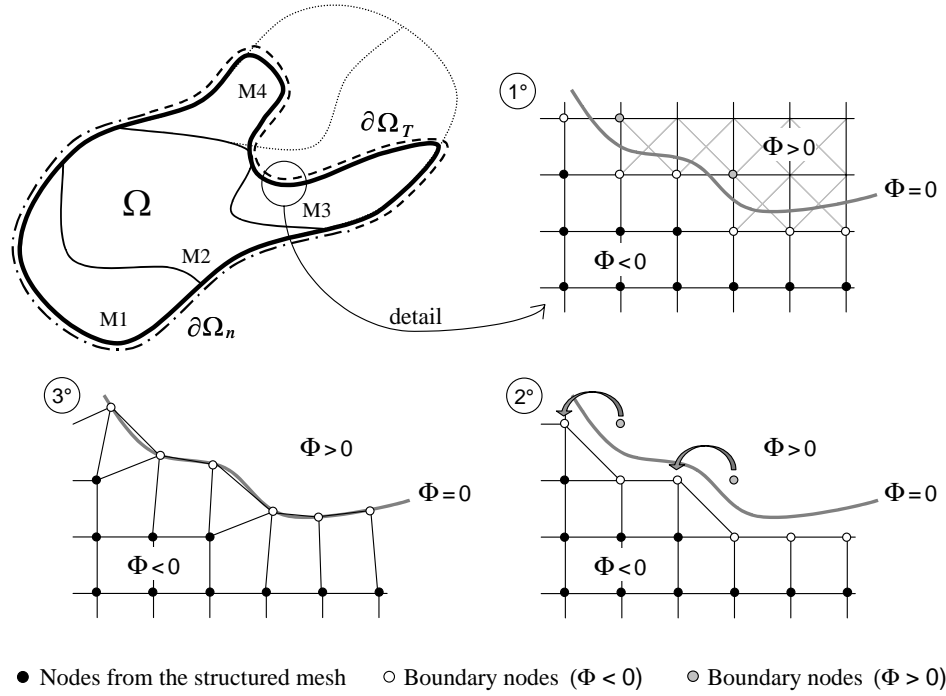 M4
∂Ω_T
Ω
M3
M2
M1
∂Ω_n
detail
1°
Φ>0
Φ=0
Φ<0
3°
Φ>0
Φ=0
Φ<0
2°
Φ>0
Φ=0
Φ<0
Nodes from the structured mesh
Boundary nodes (Φ < 0)
Boundary nodes (Φ > 0)